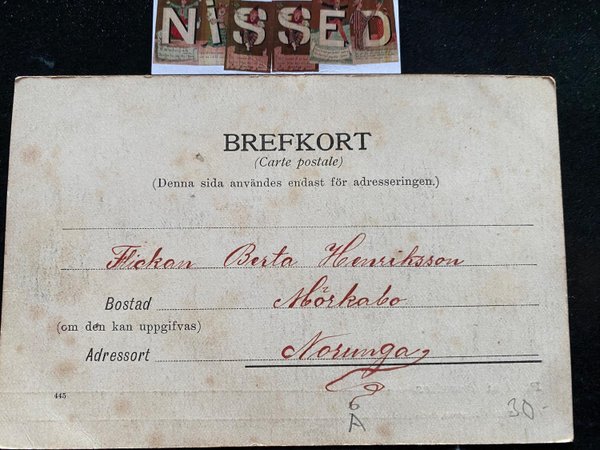 NISSED
BREFKORT
(Carte postale)
(Denna sida användes endast för adresseringen.)
Flickan Berta Henriksson
Bostad Mörkabo
(om den kan uppgifvas)
Adressort Norunga
445
30-